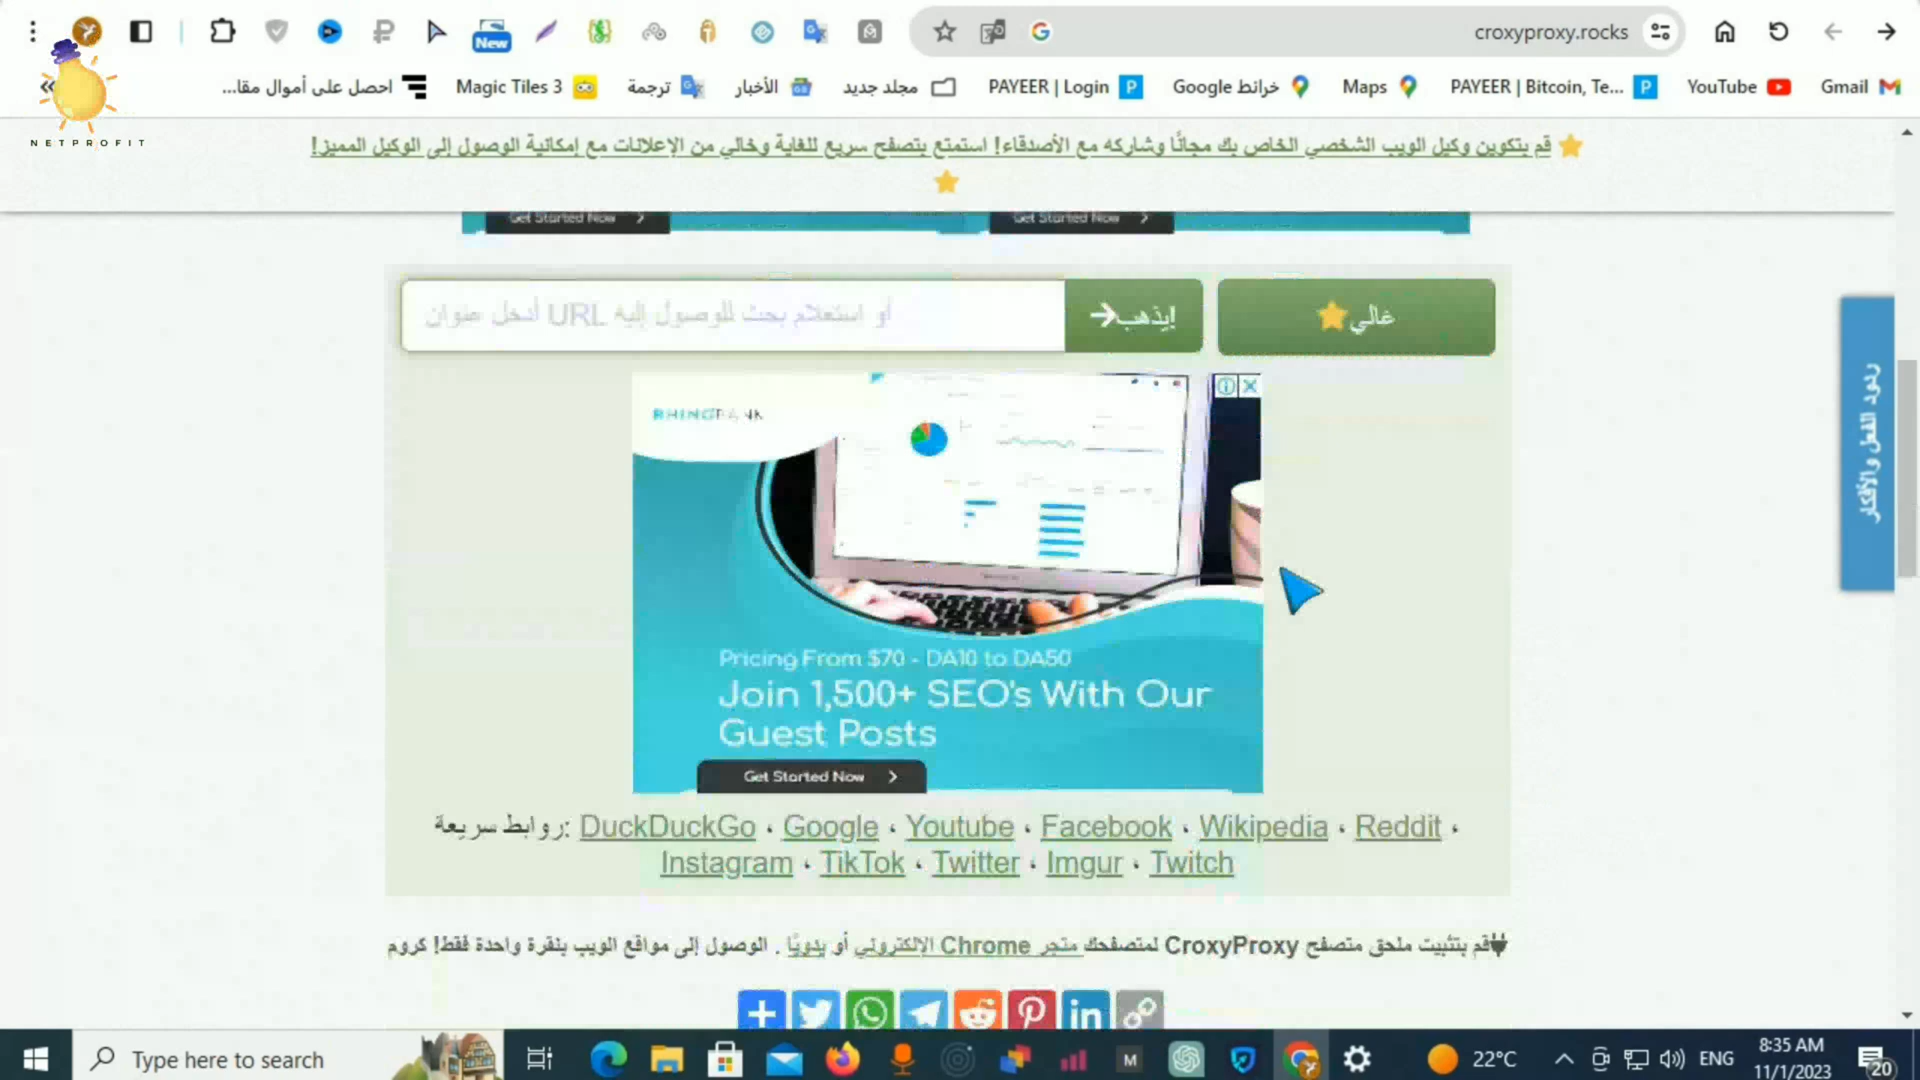 New
croxyproxy.rocks
احصل على أموال مقا...
Magic Tiles 3
ترجمة
الأخبار
مجلد جديد
PAYEER | Login
خرائط Google
Maps
PAYEER | Bitcoin, Te...
YouTube
Gmail
NETPROFIT
قم بتكوين وكيل الويب الشخصي الخاص بك مجانًا وشاركه مع الأصدقاء! استمتع بتصفح سريع للغاية وخالي من الإعلانات مع إمكانية الوصول إلى الوكيل المميز!
Get Started Now
Get Started Now
أدخل عنوان URL أو استعلام بحث للوصول إليه
يذهب!
غالي
ردود الفعل والأفكار
RHINORANK
Pricing From $70 - DA10 to DA50
Join 1,500+ SEO's With Our
Guest Posts
Get Started Now
روابط سريعة: DuckDuckGo · Google · Youtube · Facebook · Wikipedia · Reddit ·
Instagram · TikTok · Twitter · Imgur · Twitch
قم بتثبيت ملحق متصفح CroxyProxy لمتصفحك متجر Chrome الإلكتروني أو يدويًا . الوصول إلى مواقع الويب بنقرة واحدة فقط! كروم
Type here to search
22°C
ENG
8:35 AM
11/1/2023
20